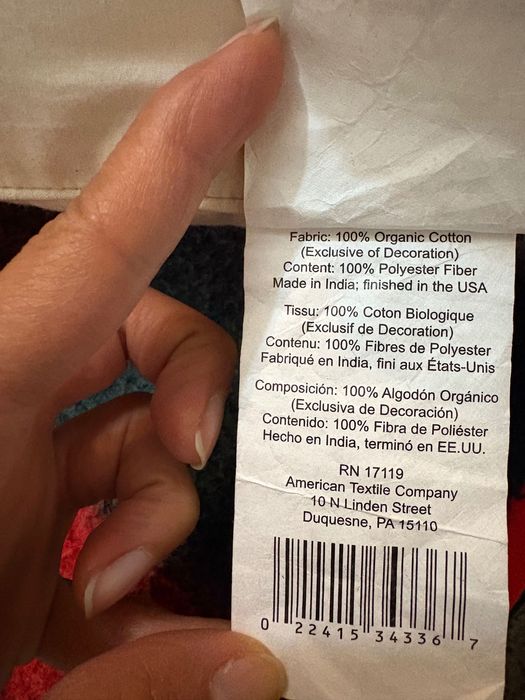 Fabric: 100% Organic Cotton
(Exclusive of Decoration)
Content: 100% Polyester Fiber
Made in India; finished in the USA
Tissu: 100% Coton Biologique
(Exclusif de Decoration)
Contenu: 100% Fibres de Polyester
Fabriqué en India, fini aux États-Unis
Composición: 100% Algodón Orgánico
(Exclusiva de Decoración)
Contenido: 100% Fibra de Poliéster
Hecho en India, terminó en EE.UU.
RN 17119
American Textile Company
10 N Linden Street
Duquesne, PA 15110
0 22415 34336 7